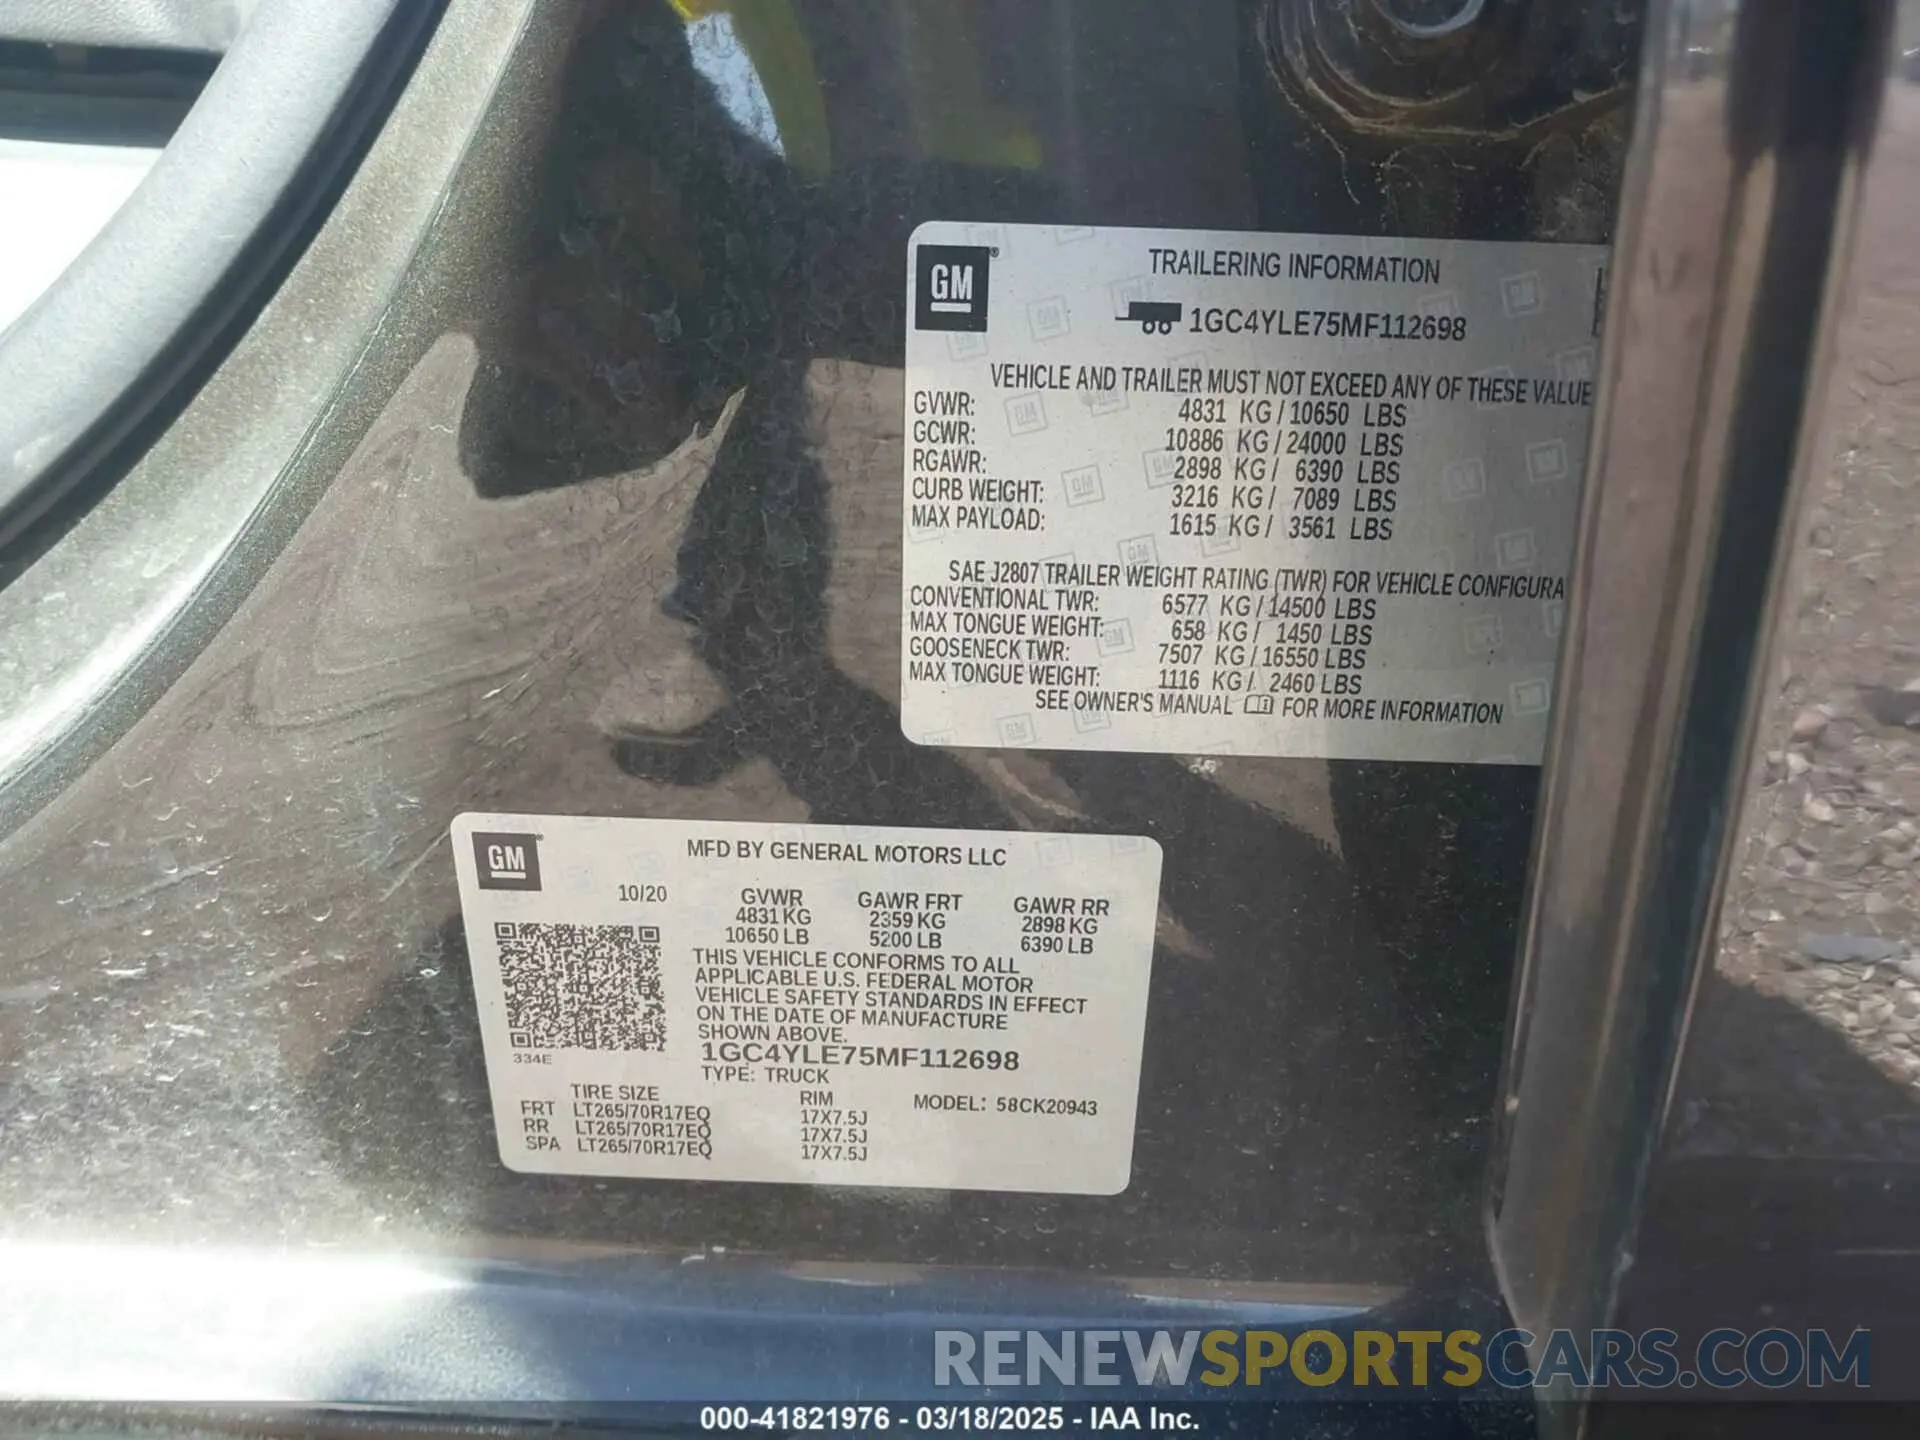 GM®
TRAILERING INFORMATION
1GC4YLE75MF112698
VEHICLE AND TRAILER MUST NOT EXCEED ANY OF THESE VALUE
GVWR: 4831 KG / 10650 LBS
GCWR: 10886 KG / 24000 LBS
RGAWR: 2898 KG / 6390 LBS
CURB WEIGHT: 3216 KG / 7089 LBS
MAX PAYLOAD: 1615 KG / 3561 LBS
SAE J2807 TRAILER WEIGHT RATING (TWR) FOR VEHICLE CONFIGURA
CONVENTIONAL TWR: 6577 KG / 14500 LBS
MAX TONGUE WEIGHT: 658 KG / 1450 LBS
GOOSENECK TWR: 7507 KG / 16550 LBS
MAX TONGUE WEIGHT: 1116 KG / 2460 LBS
SEE OWNER'S MANUAL FOR MORE INFORMATION
GM®
MFD BY GENERAL MOTORS LLC
10/20 GVWR GAWR FRT GAWR RR
4831 KG 2359 KG 2898 KG
10650 LB 5200 LB 6390 LB
THIS VEHICLE CONFORMS TO ALL
APPLICABLE U.S. FEDERAL MOTOR
VEHICLE SAFETY STANDARDS IN EFFECT
ON THE DATE OF MANUFACTURE
SHOWN ABOVE.
334E
1GC4YLE75MF112698
TYPE: TRUCK
TIRE SIZE RIM MODEL: 58CK20943
FRT LT265/70R17EQ 17X7.5J
RR LT265/70R17EQ 17X7.5J
SPA LT265/70R17EQ 17X7.5J
RENEWSPORTSCARS.COM
000-41821976 - 03/18/2025 - IAA Inc.